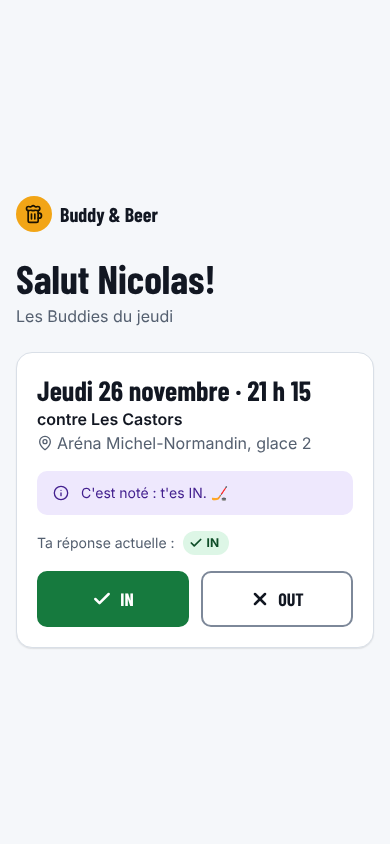 Buddy & Beer
Salut Nicolas!
Les Buddies du jeudi
Jeudi 26 novembre · 21 h 15
contre Les Castors
Aréna Michel-Normandin, glace 2
C'est noté : t'es IN. 🏒
Ta réponse actuelle : IN
IN
OUT